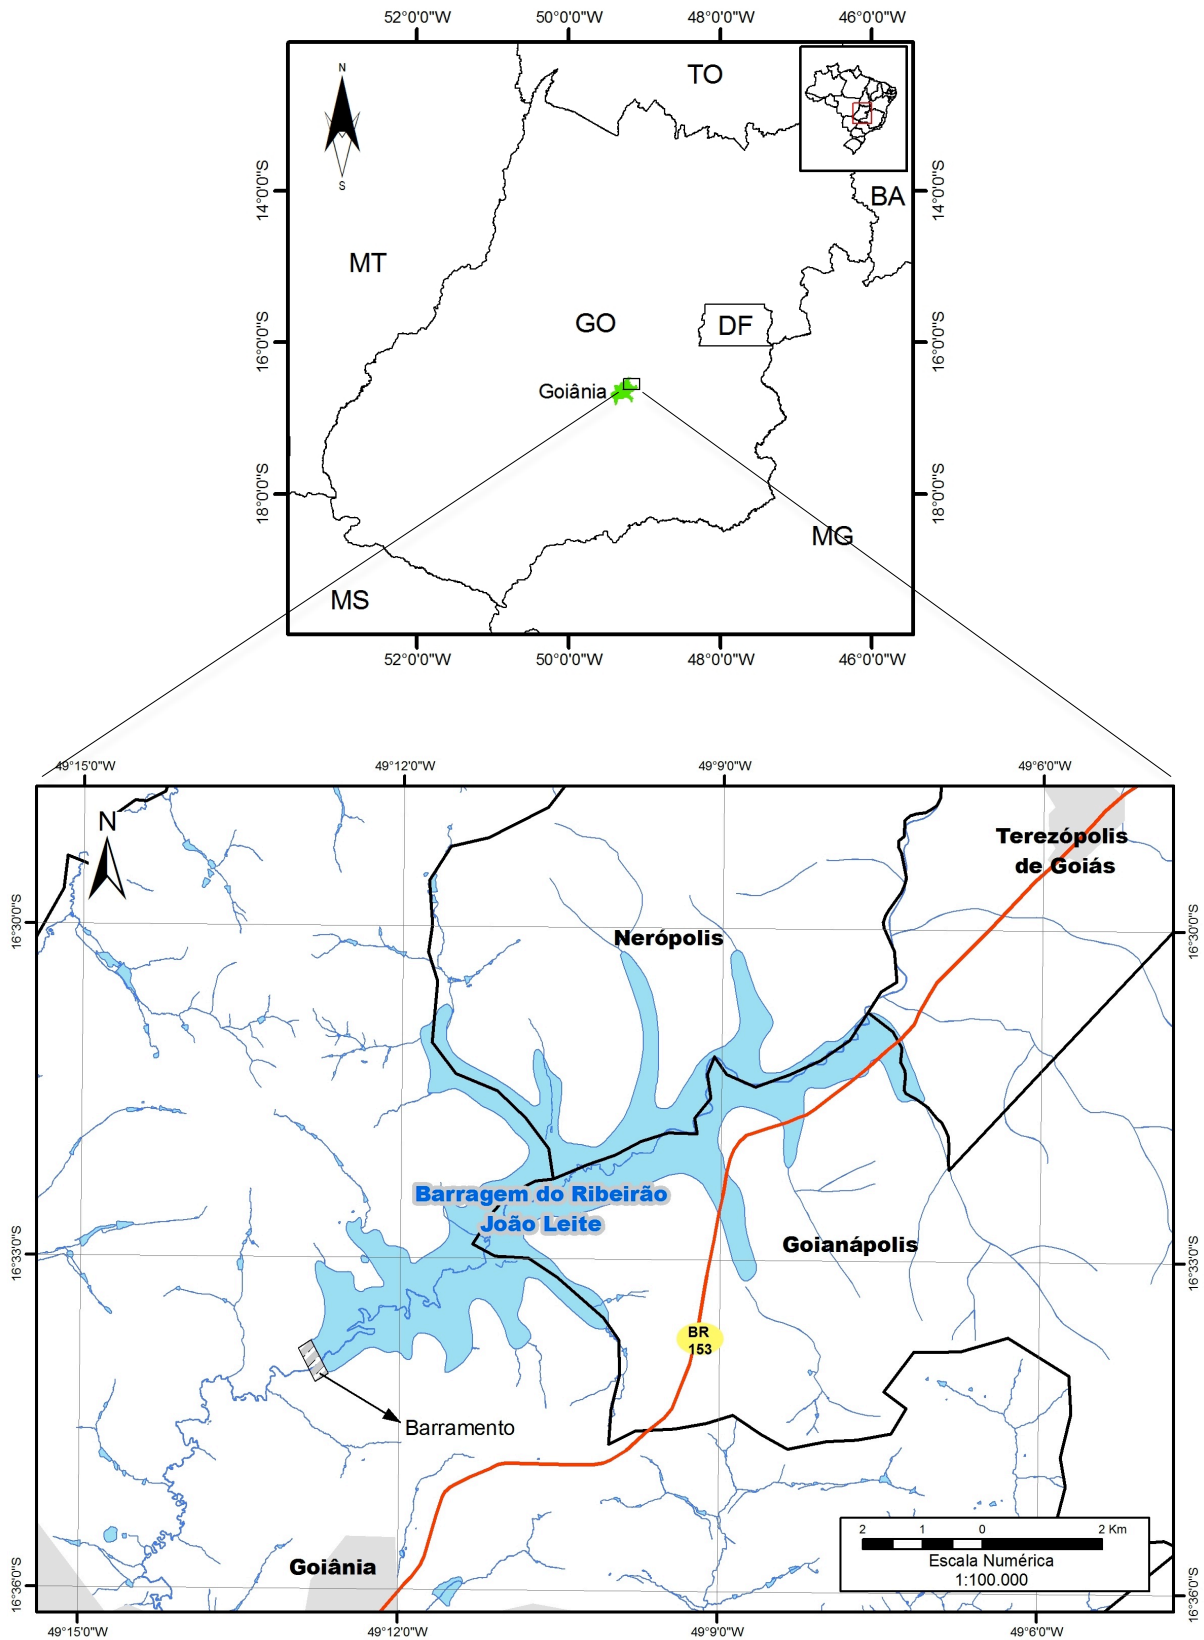 52°0'0"W 50°0'0"W 48°0'0"W 46°0'0"W
N
S
TO
BA
MT
GO
DF
Goiânia
MG
MS
14°0'0"S
16°0'0"S
18°0'0"S
14°0'0"S
16°0'0"S
18°0'0"S
52°0'0"W 50°0'0"W 48°0'0"W 46°0'0"W
49°15'0"W 49°12'0"W 49°9'0"W 49°6'0"W
N
Terezópolis
de Goiás
Nerópolis
Barragem do Ribeirão
João Leite
Goianápolis
BR
153
Barramento
Goiânia
16°30'0"S
16°33'0"S
16°36'0"S
16°30'0"S
16°33'0"S
16°36'0"S
2 1 0 2 Km
Escala Numérica
1:100.000
49°15'0"W 49°12'0"W 49°9'0"W 49°6'0"W